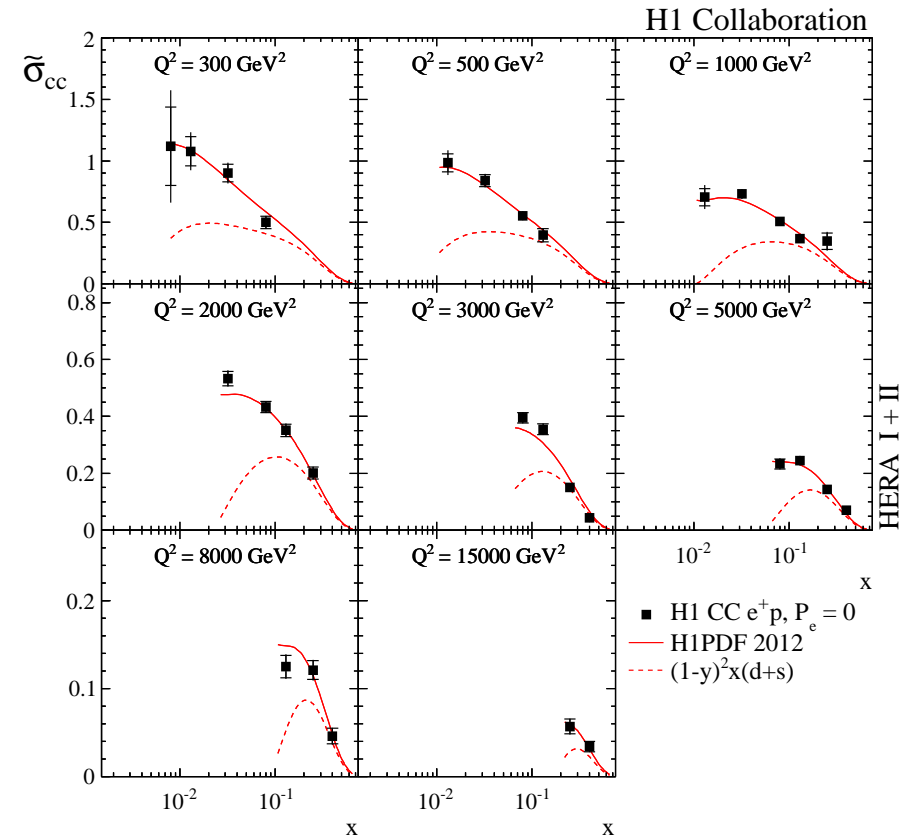 H1 Collaboration
σ̃cc
Q² = 300 GeV²
Q² = 500 GeV²
Q² = 1000 GeV²
2
1.5
1
0.5
0
Q² = 2000 GeV²
Q² = 3000 GeV²
Q² = 5000 GeV²
0.8
0.6
0.4
0.2
0
HERA I + II
10⁻²
10⁻¹
x
Q² = 8000 GeV²
Q² = 15000 GeV²
0.2
0.1
0
10⁻²
10⁻¹
x
10⁻²
10⁻¹
x
H1 CC e⁺p, Pₑ = 0
H1PDF 2012
(1-y)²x(d+s)